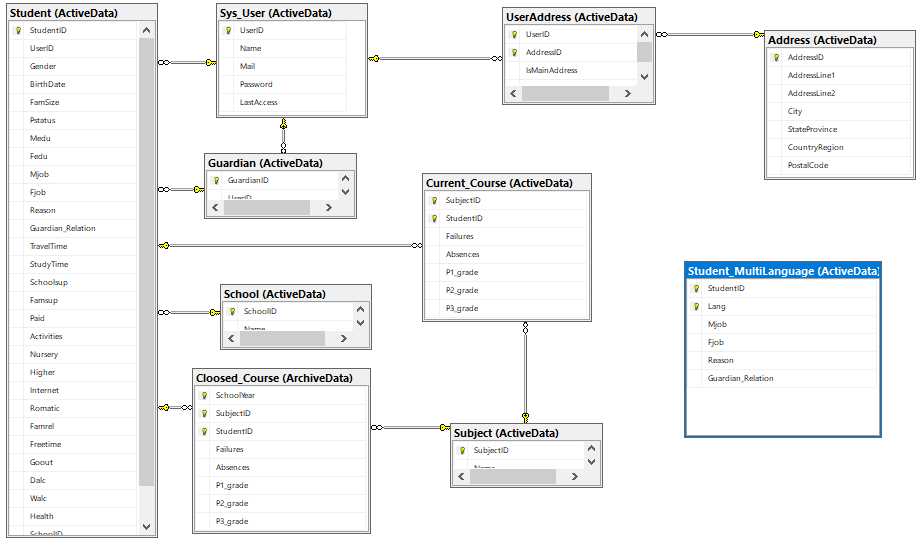 Student (ActiveData)
StudentID
UserID
Gender
BirthDate
FamSize
Pstatus
Medu
Fedu
Mjob
Fjob
Reason
Guardian_Relation
TravelTime
StudyTime
Schoolsup
Famsup
Paid
Activities
Nursery
Higher
Internet
Romatic
Famrel
Freetime
Goout
Dalc
Walc
Health
SchoolID
Sys_User (ActiveData)
UserID
Name
Mail
Password
LastAccess
UserAddress (ActiveData)
UserID
AddressID
IsMainAddress
Address (ActiveData)
AddressID
AddressLine1
AddressLine2
City
StateProvince
CountryRegion
PostalCode
Guardian (ActiveData)
GuardianID
UserID
Current_Course (ActiveData)
SubjectID
StudentID
Failures
Absences
P1_grade
P2_grade
P3_grade
School (ActiveData)
SchoolID
Name
Student_MultiLanguage (ActiveData)
StudentID
Lang
Mjob
Fjob
Reason
Guardian_Relation
Cloosed_Course (ArchiveData)
SchoolYear
SubjectID
StudentID
Failures
Absences
P1_grade
P2_grade
P3_grade
Subject (ActiveData)
SubjectID
Name